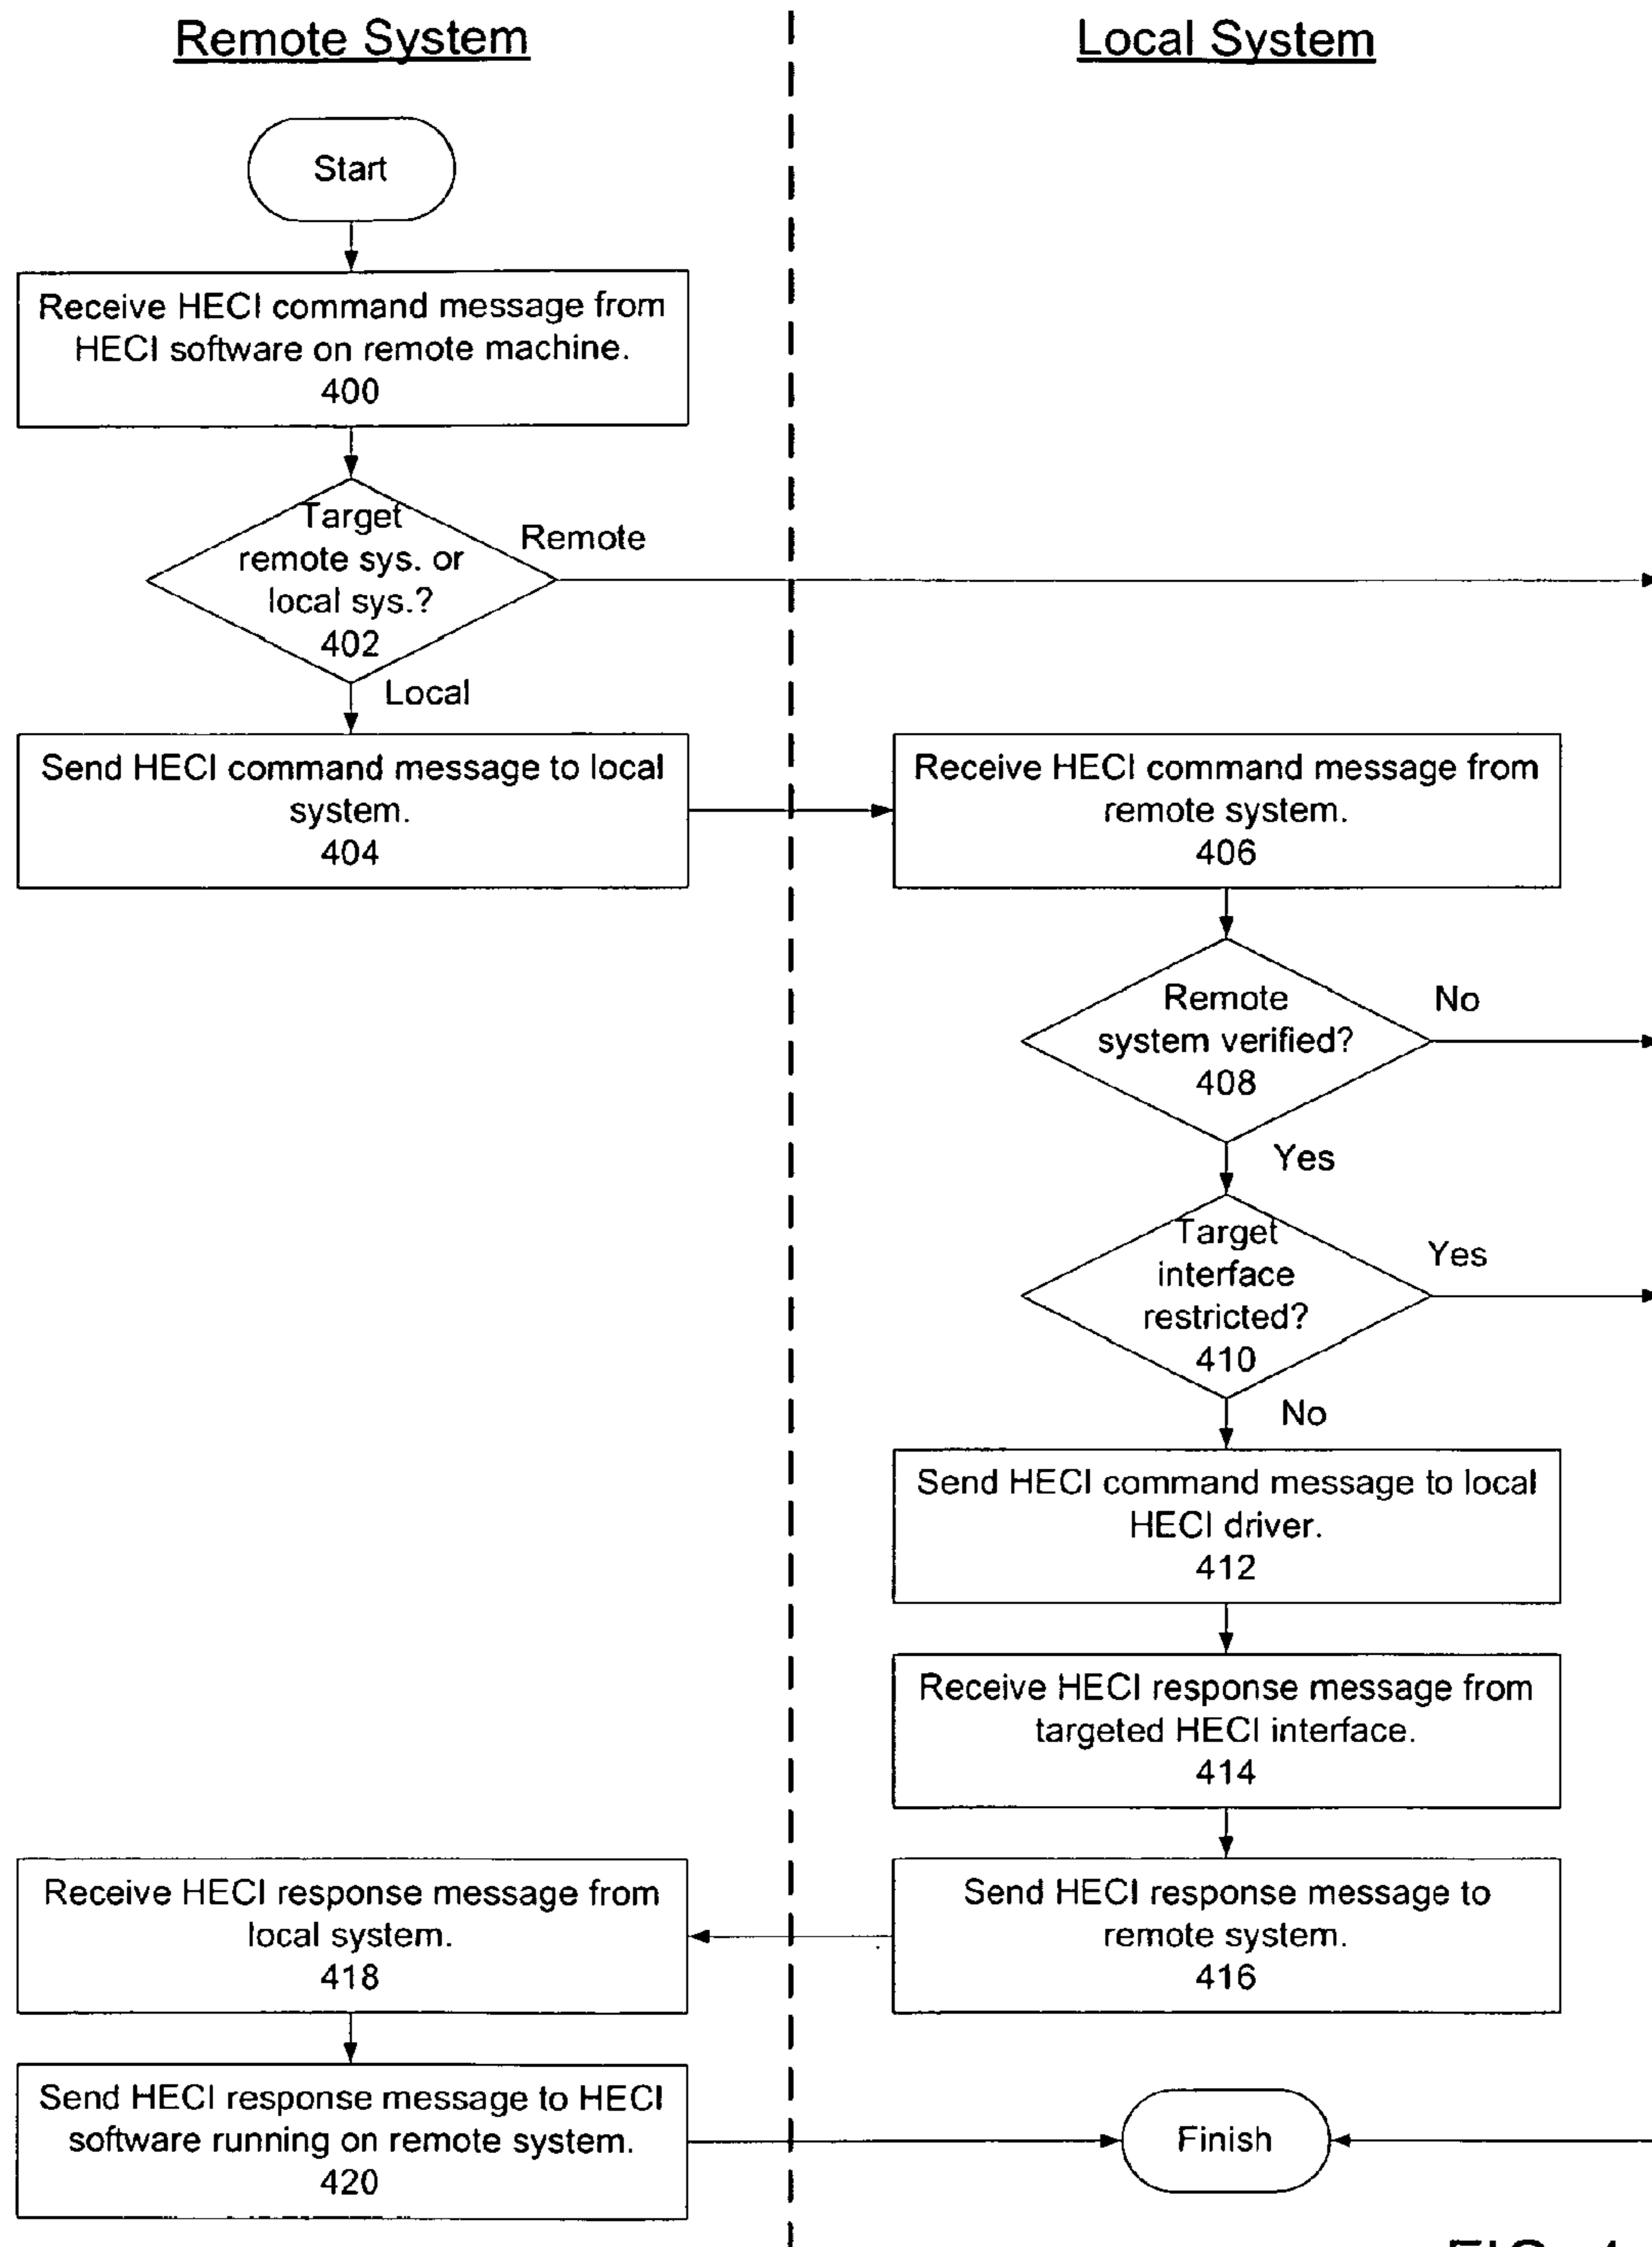 Remote System
Local System
Start
Receive HECI command message from
HECI software on remote machine.
400
Target
remote sys. or
local sys.?
402
Remote
Local
Send HECI command message to local
system.
404
Receive HECI command message from
remote system.
406
Remote
system verified?
408
No
Yes
Target
interface
restricted?
410
Yes
No
Send HECI command message to local
HECI driver.
412
Receive HECI response message from
targeted HECI interface.
414
Send HECI response message to
remote system.
416
Receive HECI response message from
local system.
418
Send HECI response message to HECI
software running on remote system.
420
Finish